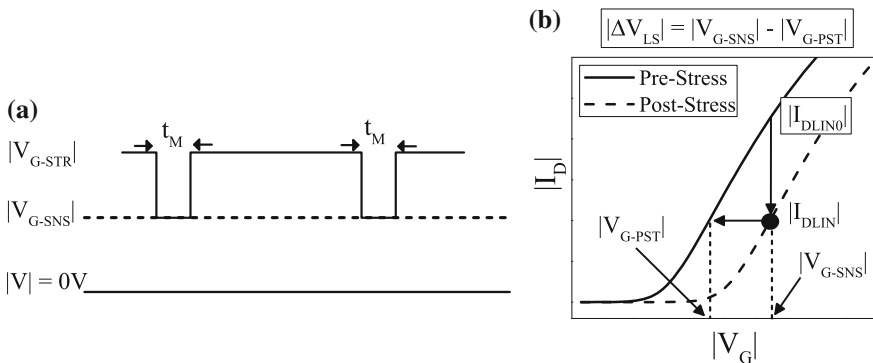 (a)
t_M t_M
|V_G-STR|
|V_G-SNS|
|V| = 0V
(b)
|ΔV_LS| = |V_G-SNS| - |V_G-PST|
Pre-Stress
Post-Stress
|I_DLIN0|
|I_D|
|I_DLIN|
|V_G-PST|
|V_G-SNS|
|V_G|